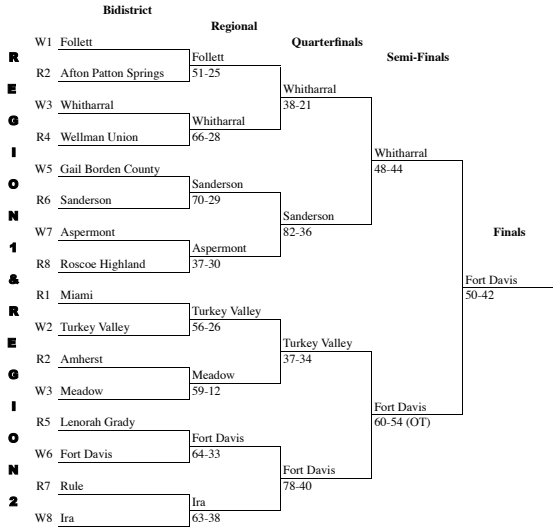 Bidistrict
Regional
Quarterfinals
Semi-Finals
Finals
REGION 1 & REGION 2
W1 Follett
R2 Afton Patton Springs
W3 Whitharral
R4 Wellman Union
W5 Gail Borden County
R6 Sanderson
W7 Aspermont
R8 Roscoe Highland
R1 Miami
W2 Turkey Valley
R2 Amherst
W3 Meadow
R5 Lenorah Grady
W6 Fort Davis
R7 Rule
W8 Ira
Follett
51-25
Whitharral
66-28
Sanderson
70-29
Aspermont
37-30
Turkey Valley
56-26
Meadow
59-12
Fort Davis
64-33
Ira
63-38
Whitharral
38-21
Sanderson
82-36
Turkey Valley
37-34
Fort Davis
78-40
Whitharral
48-44
Fort Davis
60-54 (OT)
Fort Davis
50-42